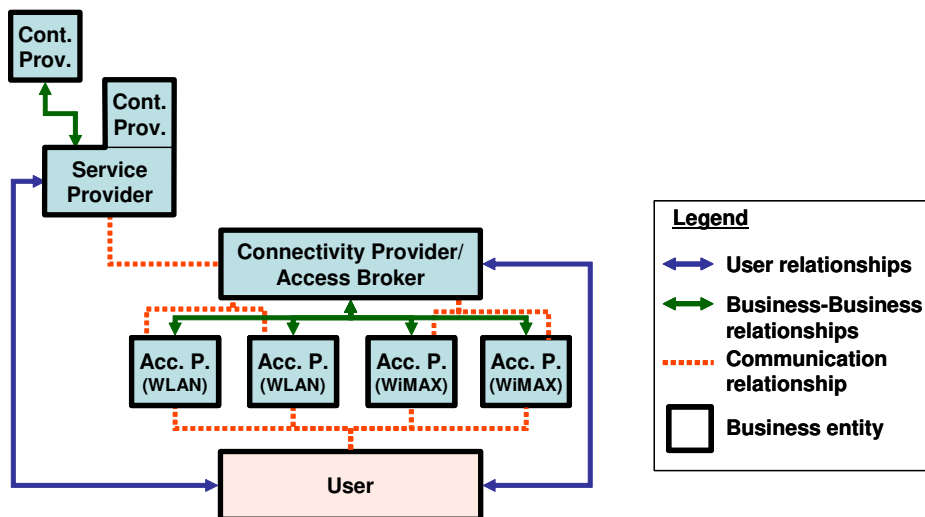 Cont.
Prov.
Cont.
Prov.
Service
Provider
Connectivity Provider/
Access Broker
Acc. P.
(WLAN)
Acc. P.
(WLAN)
Acc. P.
(WiMAX)
Acc. P.
(WiMAX)
User
Legend
User relationships
Business-Business
relationships
Communication
relationship
Business entity